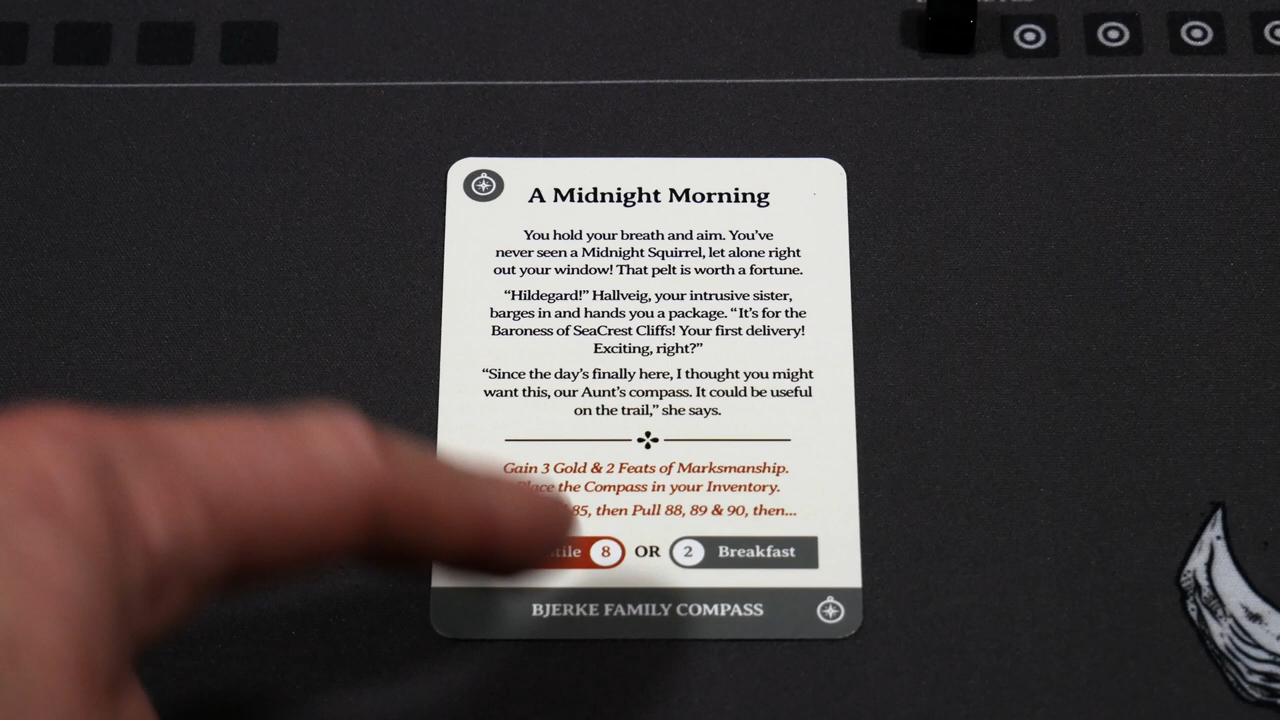 A Midnight Morning
You hold your breath and aim. You've
never seen a Midnight Squirrel, let alone right
out your window! That pelt is worth a fortune.
“Hildegard!” Hallveig, your intrusive sister,
barges in and hands you a package. “It's for the
Baroness of SeaCrest Cliffs! Your first delivery!
Exciting, right?”
“Since the day's finally here, I thought you might
want this, our Aunt's compass. It could be useful
on the trail,” she says.
Gain 3 Gold & 2 Feats of Marksmanship.
Place the Compass in your Inventory.
85, then Pull 88, 89 & 90, then...
8 OR 2 Breakfast
BJERKE FAMILY COMPASS